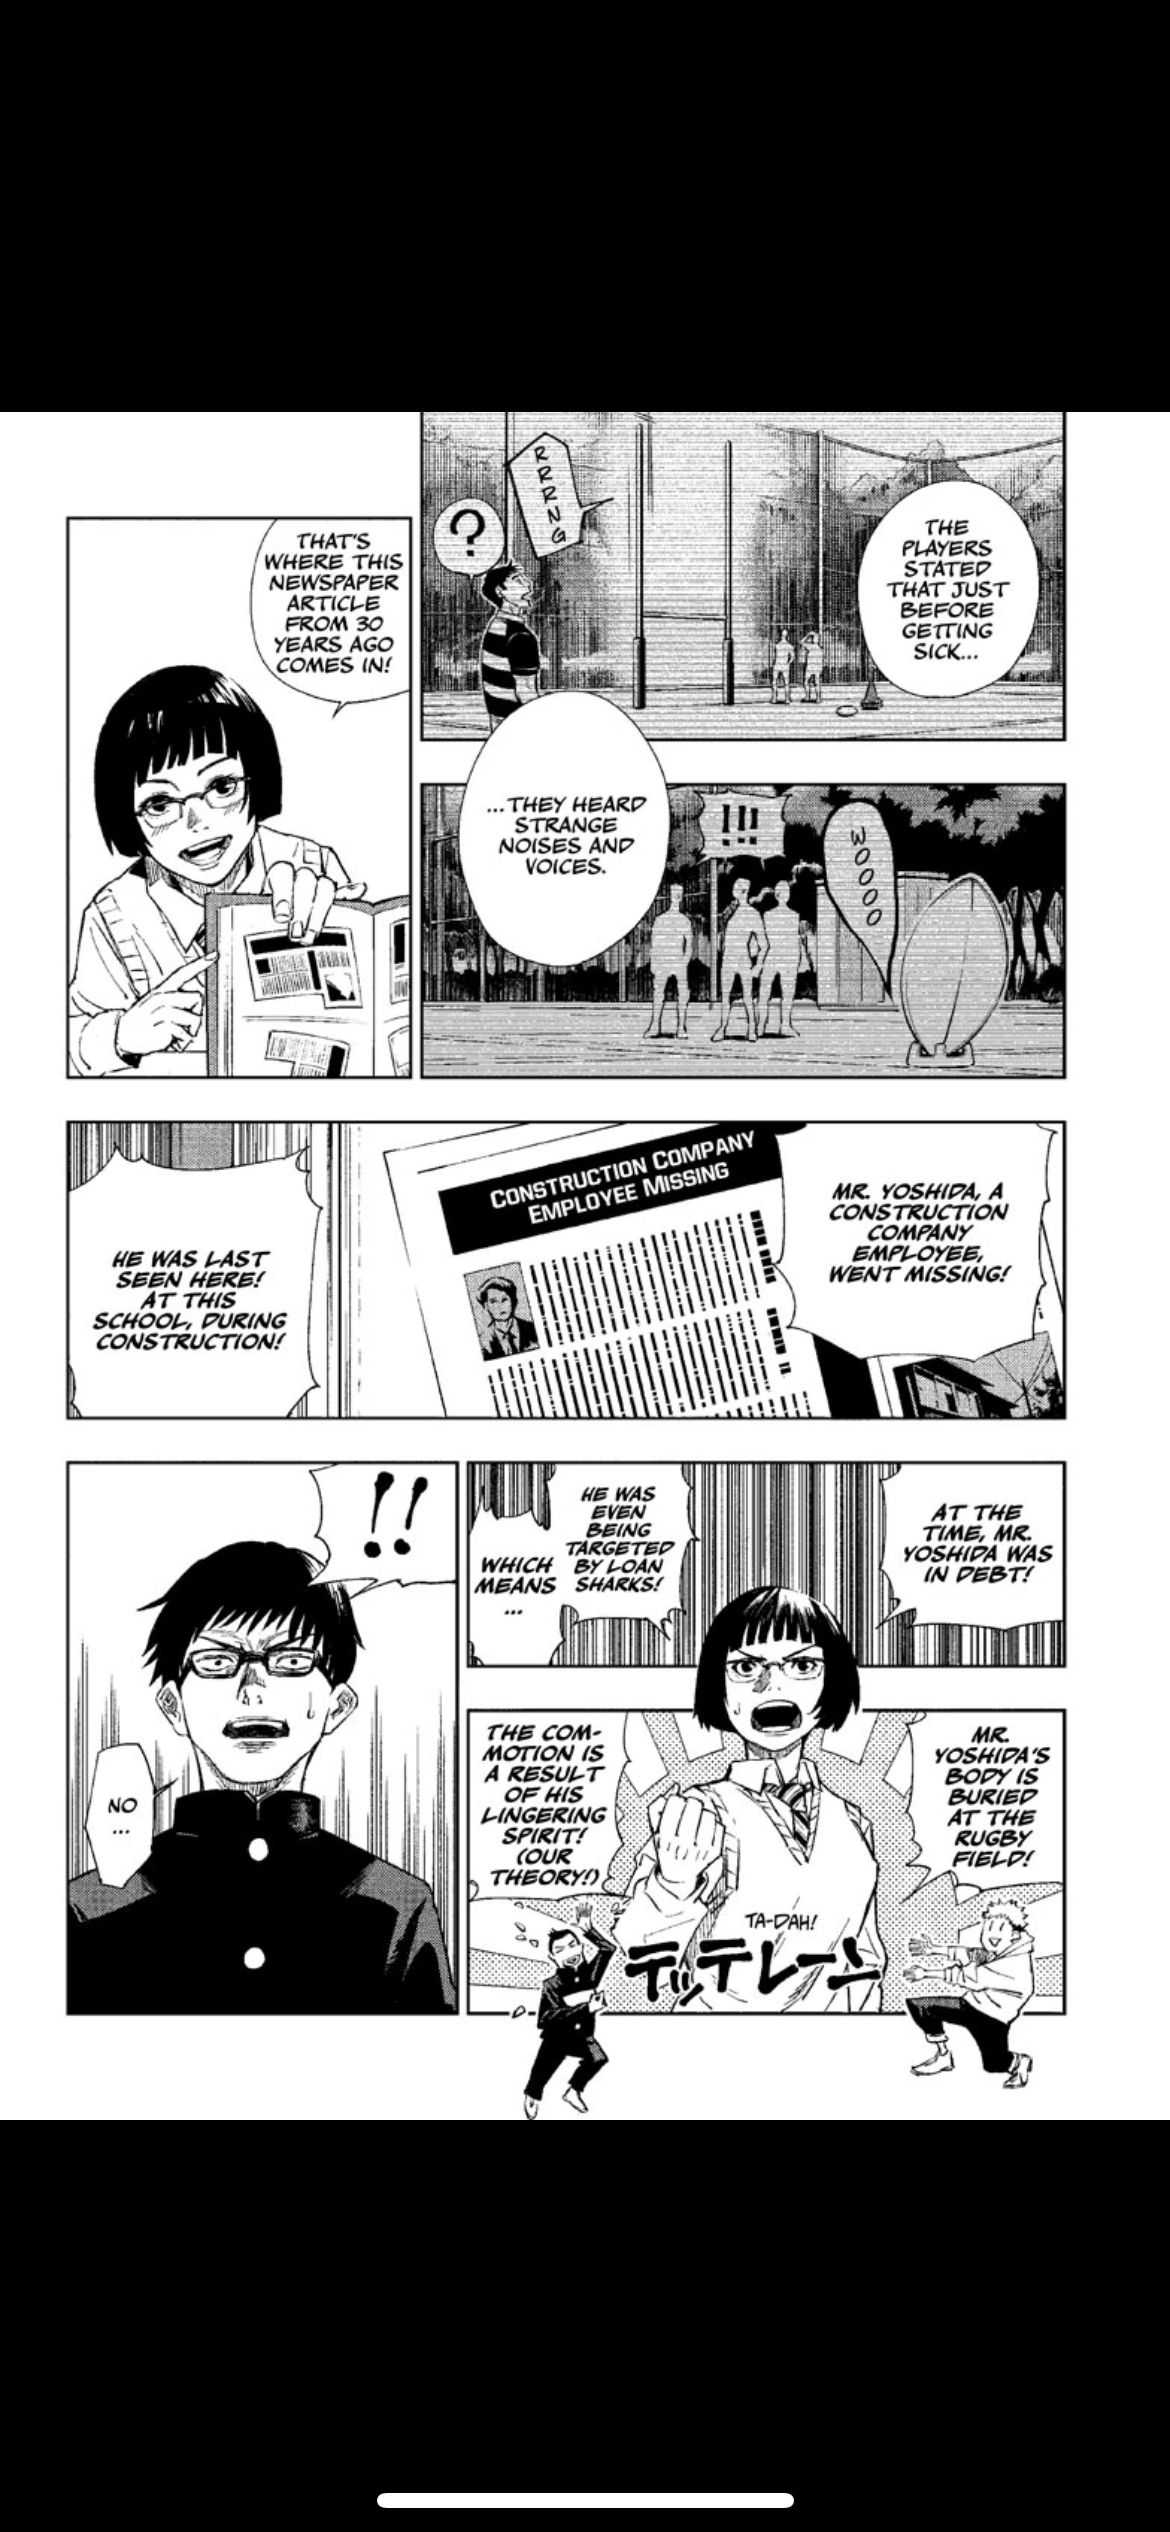 THE
PLAYERS
STATED
THAT JUST
BEFORE
GETTING
SICK...
RRRNG
?
...THEY HEARD
STRANGE
NOISES AND
VOICES.
!!!
WOOOO
THAT'S
WHERE THIS
NEWSPAPER
ARTICLE
FROM 30
YEARS AGO
COMES IN!
MR. YOSHIDA, A
CONSTRUCTION
COMPANY
EMPLOYEE,
WENT MISSING!
CONSTRUCTION COMPANY
EMPLOYEE MISSING
HE WAS LAST
SEEN HERE!
AT THIS
SCHOOL, DURING
CONSTRUCTION!
AT THE
TIME, MR.
YOSHIDA WAS
IN DEBT!
HE WAS
EVEN
BEING
TARGETED
BY LOAN
SHARKS!
WHICH
MEANS
...
MR.
YOSHIDA'S
BODY IS
BURIED
AT THE
RUGBY
FIELD!
THE COM-
MOTION IS
A RESULT
OF HIS
LINGERING
SPIRIT!
(OUR
THEORY!)
TA-DAH!
デッテレーン
!!
NO
...